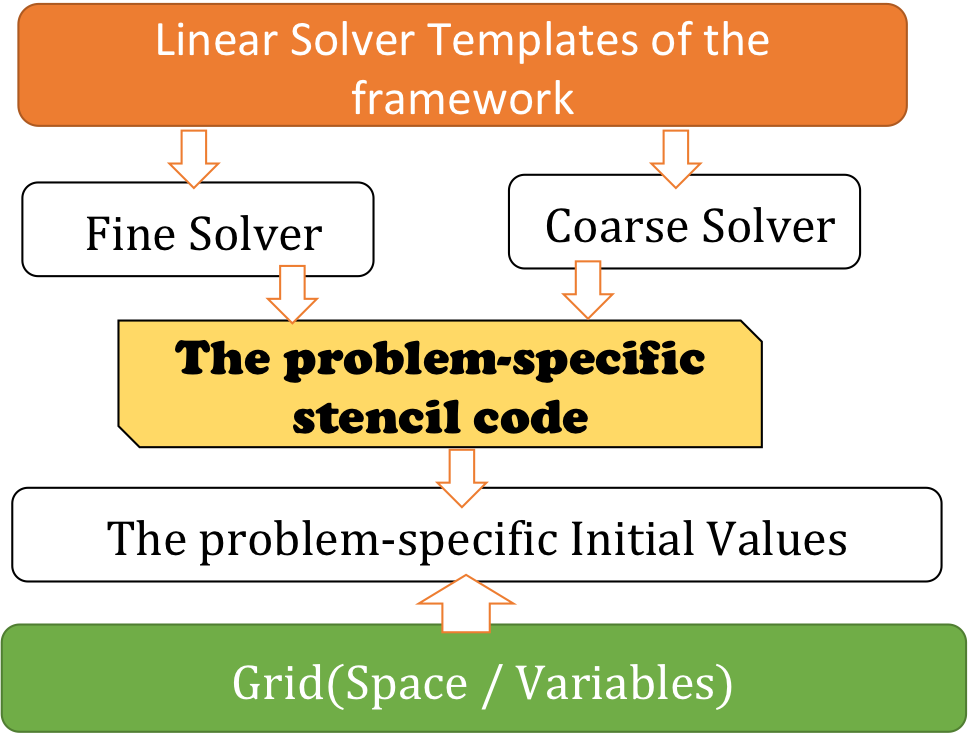 Linear Solver Templates of the
framework
Fine Solver
Coarse Solver
The problem-specific
stencil code
The problem-specific Initial Values
Grid(Space / Variables)